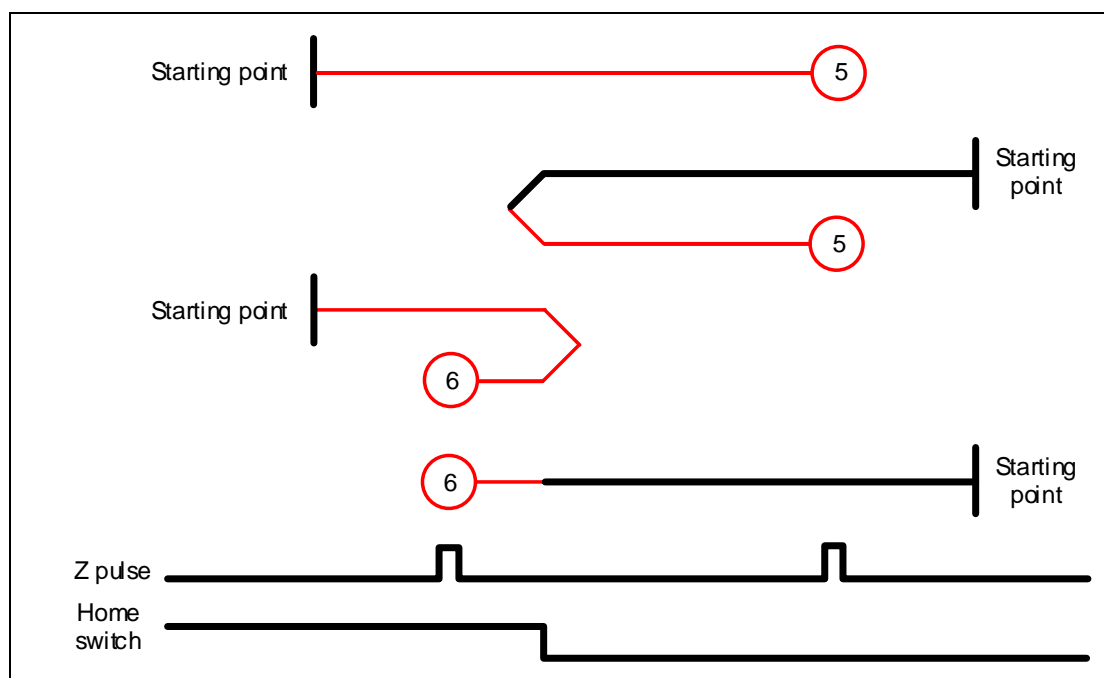 Starting point
5
Starting
point
5
Starting point
6
6
Starting
point
Z pulse
Home
switch